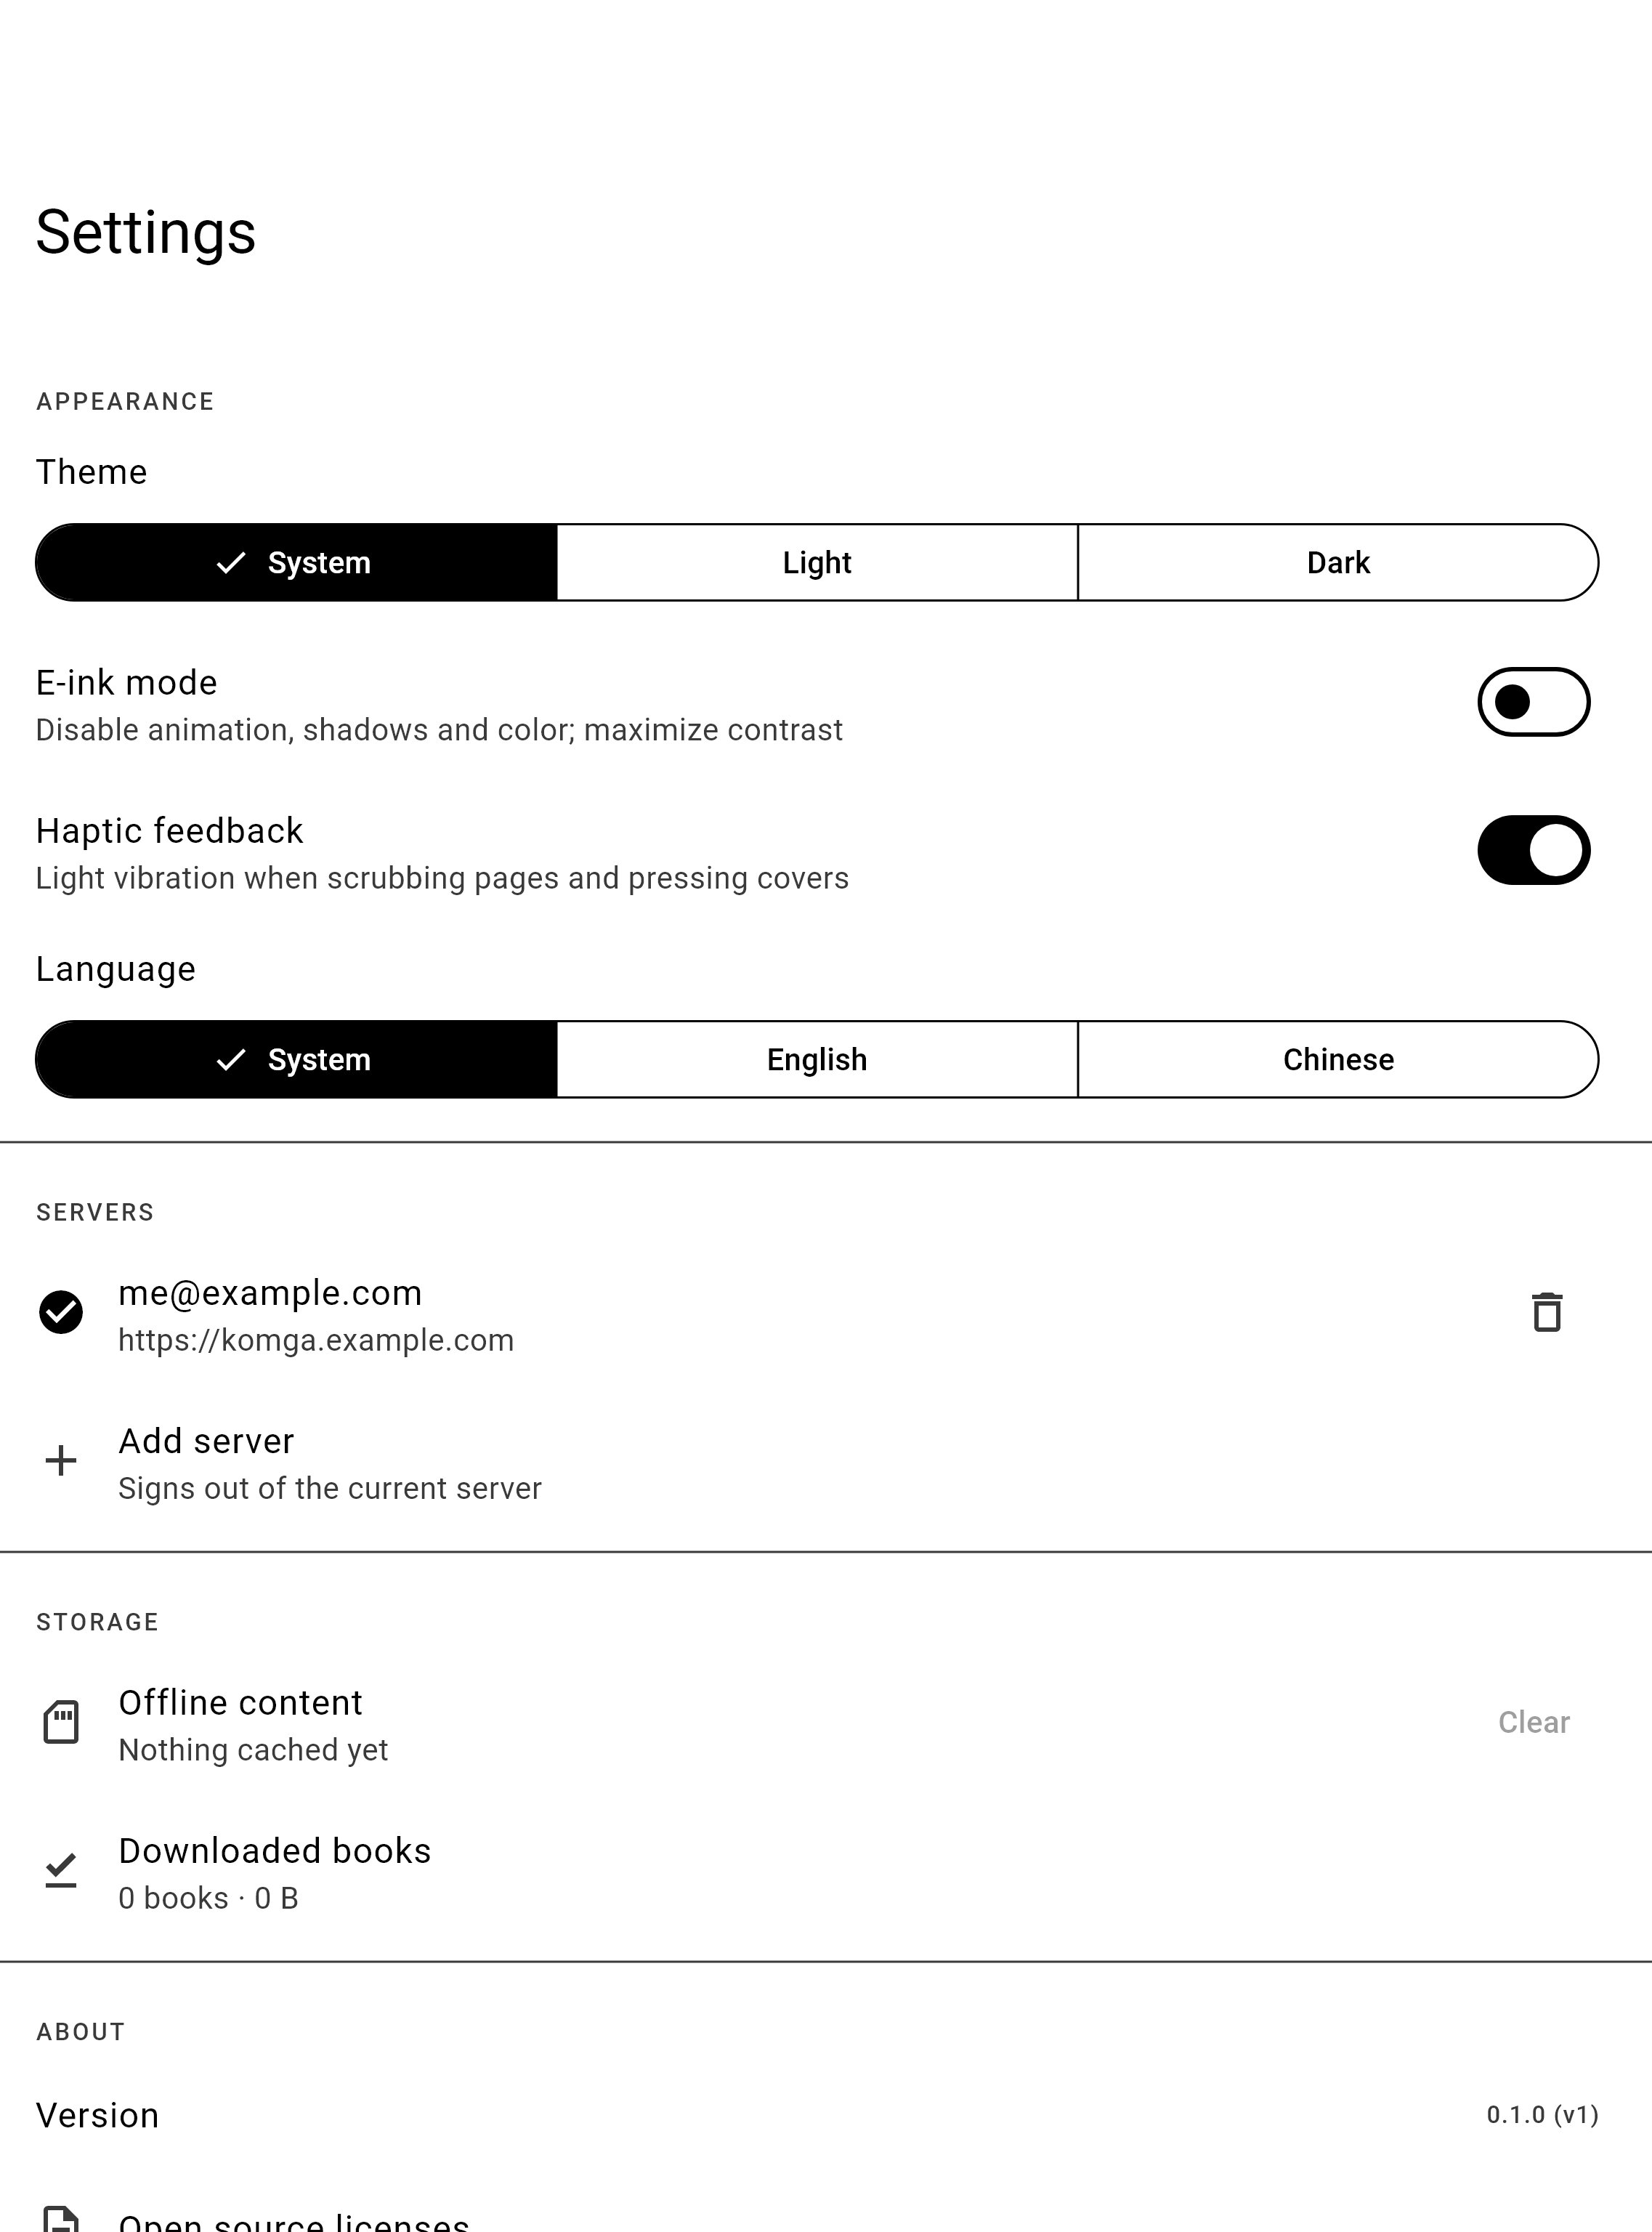 Settings
APPEARANCE
Theme
System
Light
Dark
E-ink mode
Disable animation, shadows and color; maximize contrast
Haptic feedback
Light vibration when scrubbing pages and pressing covers
Language
System
English
Chinese
SERVERS
me@example.com
https://komga.example.com
Add server
Signs out of the current server
STORAGE
Offline content
Nothing cached yet
Clear
Downloaded books
0 books · 0 B
ABOUT
Version
0.1.0 (v1)
Open source licenses